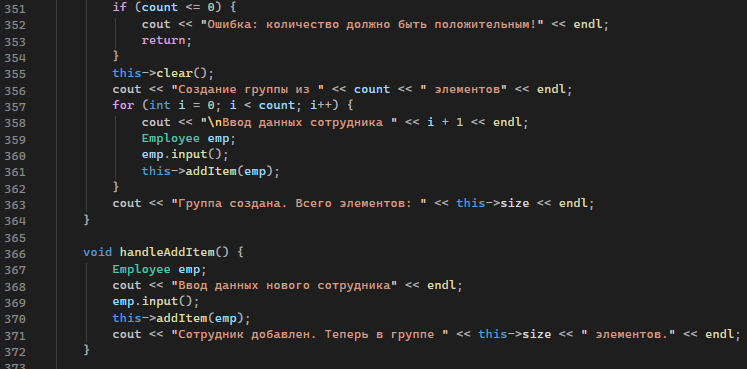 351            if (count <= 0) {
352                cout << "Ошибка: количество должно быть положительным!" << endl;
353                return;
354            }
355            this->clear();
356            cout << "Создание группы из " << count << " элементов" << endl;
357            for (int i = 0; i < count; i++) {
358                cout << "\nВвод данных сотрудника " << i + 1 << endl;
359                Employee emp;
360                emp.input();
361                this->addItem(emp);
362            }
363            cout << "Группа создана. Всего элементов: " << this->size << endl;
364        }
365
366        void handleAddItem() {
367            Employee emp;
368            cout << "Ввод данных нового сотрудника" << endl;
369            emp.input();
370            this->addItem(emp);
371            cout << "Сотрудник добавлен. Теперь в группе " << this->size << " элементов." << endl;
372        }
373